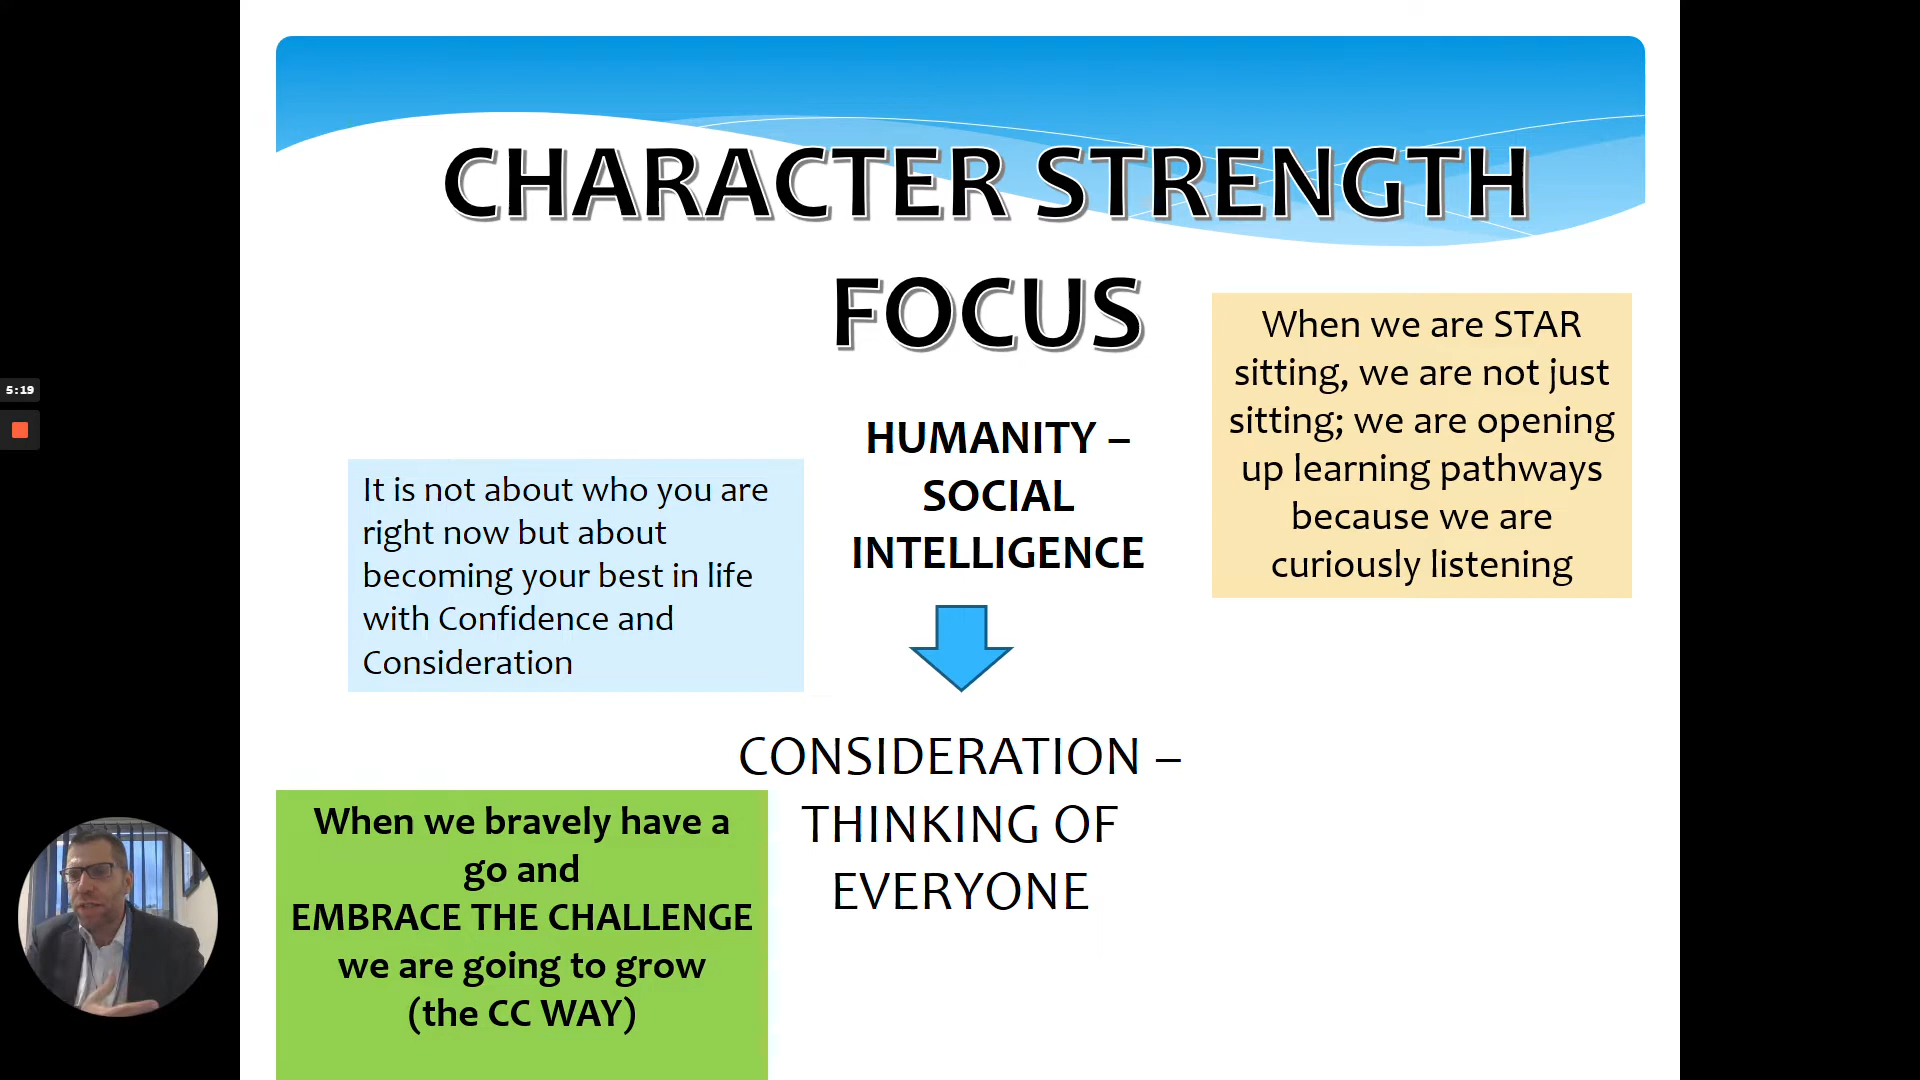 CHARACTER STRENGTH
FOCUS
When we are STAR
sitting, we are not just
sitting; we are opening
up learning pathways
because we are
curiously listening
HUMANITY –
SOCIAL
INTELLIGENCE
It is not about who you are
right now but about
becoming your best in life
with Confidence and
Consideration
5:19
CONSIDERATION –
THINKING OF
EVERYONE
When we bravely have a
go and
EMBRACE THE CHALLENGE
we are going to grow
(the CC WAY)